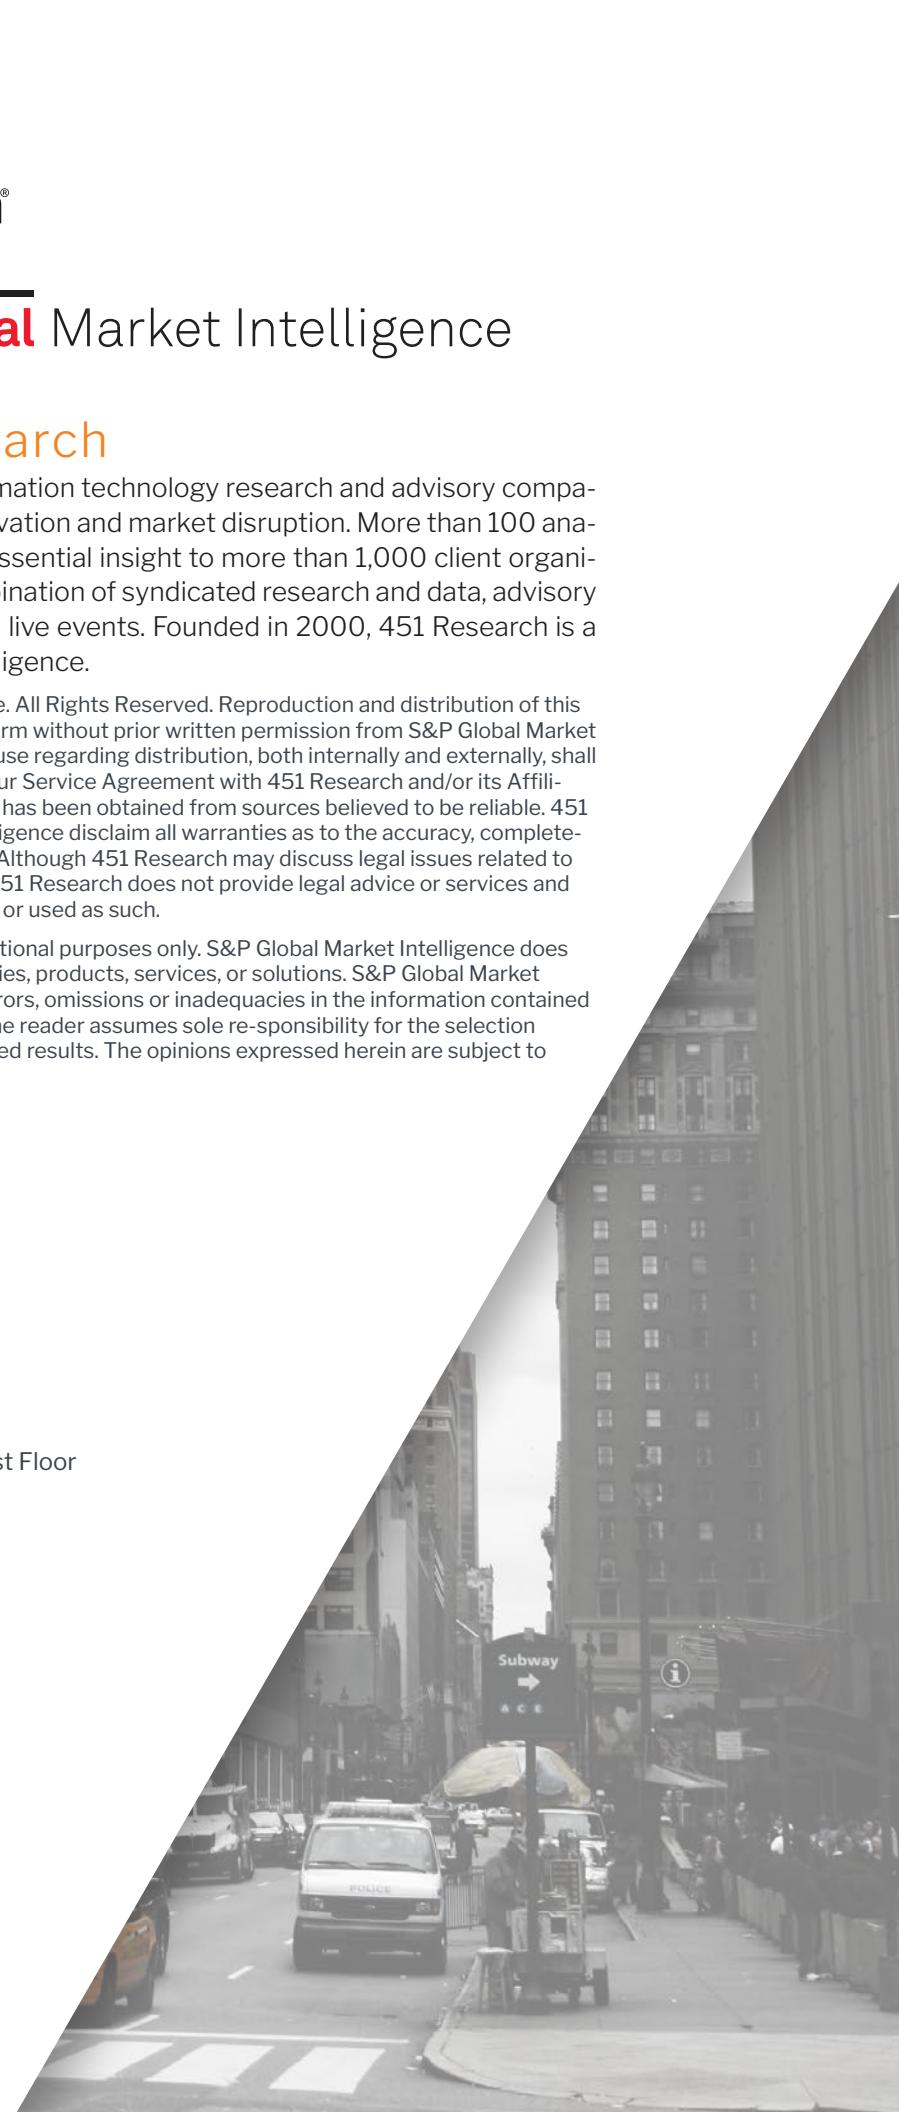 ®
al Market Intelligence
arch
mation technology research and advisory compa-
vation and market disruption. More than 100 ana-
ssential insight to more than 1,000 client organi-
ination of syndicated research and data, advisory
live events. Founded in 2000, 451 Research is a
igence.
e. All Rights Reserved. Reproduction and distribution of this
rm without prior written permission from S&P Global Market
use regarding distribution, both internally and externally, shall
ur Service Agreement with 451 Research and/or its Affili-
has been obtained from sources believed to be reliable. 451
igence disclaim all warranties as to the accuracy, complete-
Although 451 Research may discuss legal issues related to
51 Research does not provide legal advice or services and
or used as such.
tional purposes only. S&P Global Market Intelligence does
ies, products, services, or solutions. S&P Global Market
rors, omissions or inadequacies in the information contained
e reader assumes sole re-sponsibility for the selection
ed results. The opinions expressed herein are subject to
st Floor
Subway
A C E
POLICE